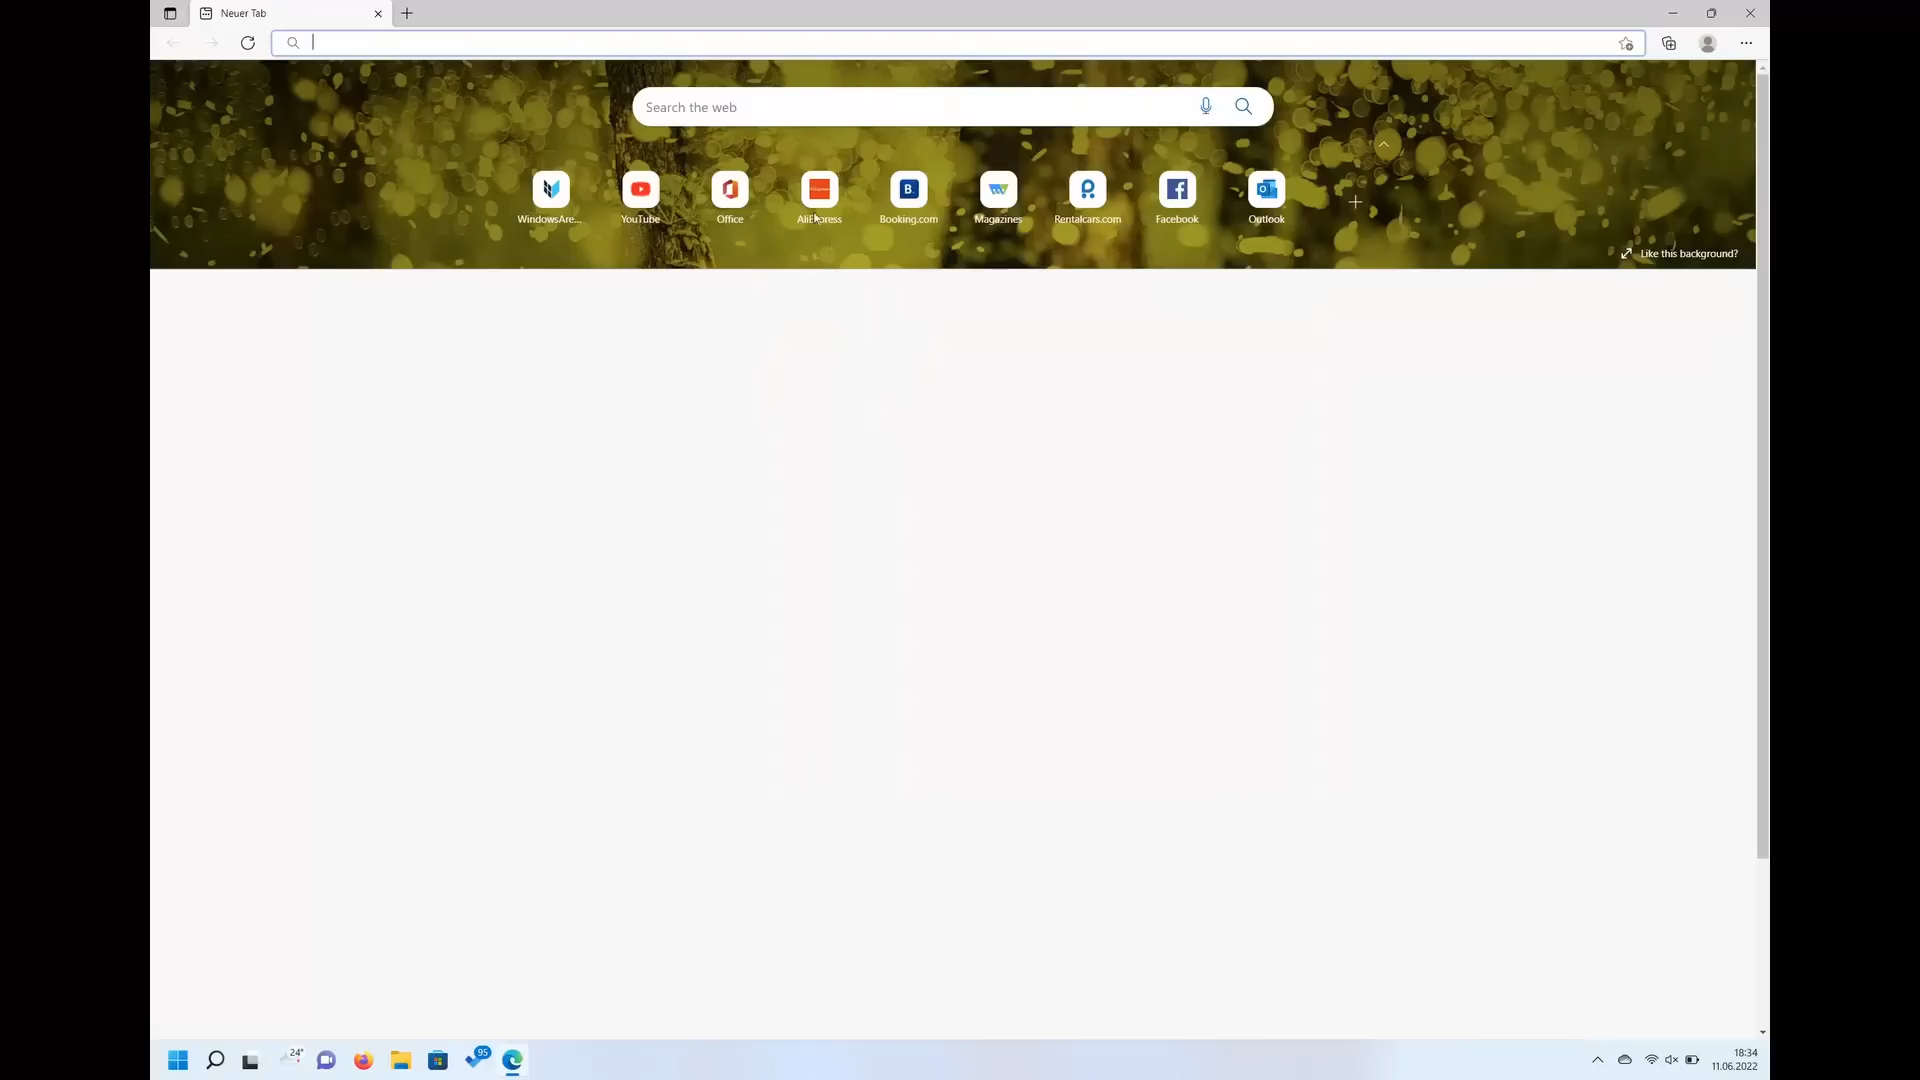 Neuer Tab
Search the web
WindowsAre...
YouTube
Office
AliExpress
Booking.com
Magazines
Rentalcars.com
Facebook
Outlook
Like this background?
24°
95
18:34
11.06.2022